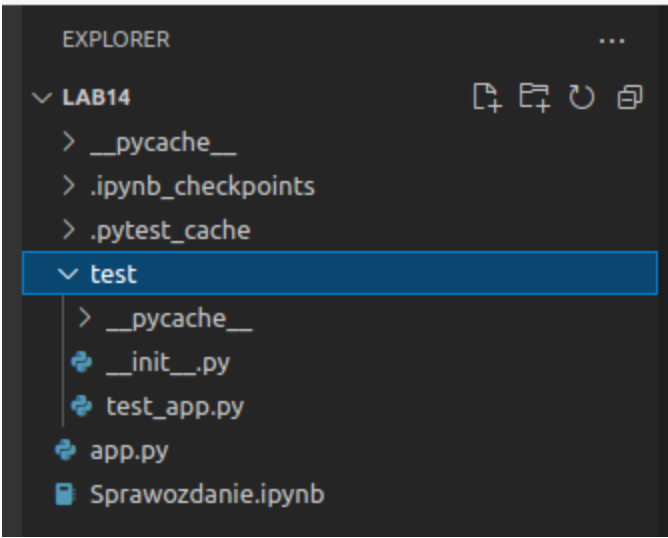 EXPLORER
LAB14
__pycache__
.ipynb_checkpoints
.pytest_cache
test
__pycache__
__init__.py
test_app.py
app.py
Sprawozdanie.ipynb